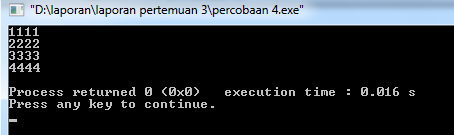 "D:\laporan\laporan pertemuan 3\percobaan 4.exe"
1111
2222
3333
4444
Process returned 0 (0x0)   execution time : 0.016 s
Press any key to continue.